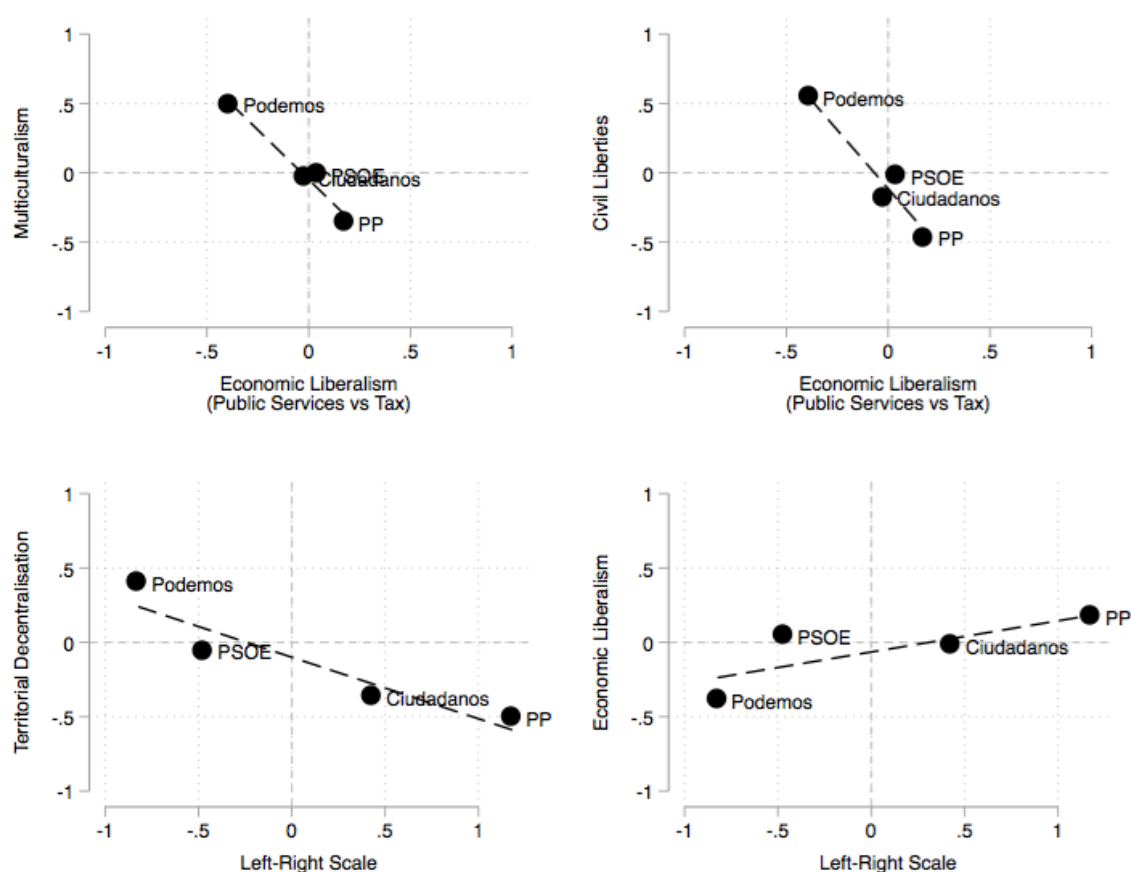 1
.5
0
-.5
-1
Multiculturalism
Podemos
PSOE
Ciudadanos
PP
-1
-.5
0
.5
1
Economic Liberalism
(Public Services vs Tax)
1
.5
0
-.5
-1
Civil Liberties
Podemos
PSOE
Ciudadanos
PP
-1
-.5
0
.5
1
Economic Liberalism
(Public Services vs Tax)
1
.5
0
-.5
-1
Territorial Decentralisation
Podemos
PSOE
Ciudadanos
PP
-1
-.5
0
.5
1
Left-Right Scale
1
.5
0
-.5
-1
Economic Liberalism
PP
PSOE
Ciudadanos
Podemos
-1
-.5
0
.5
1
Left-Right Scale